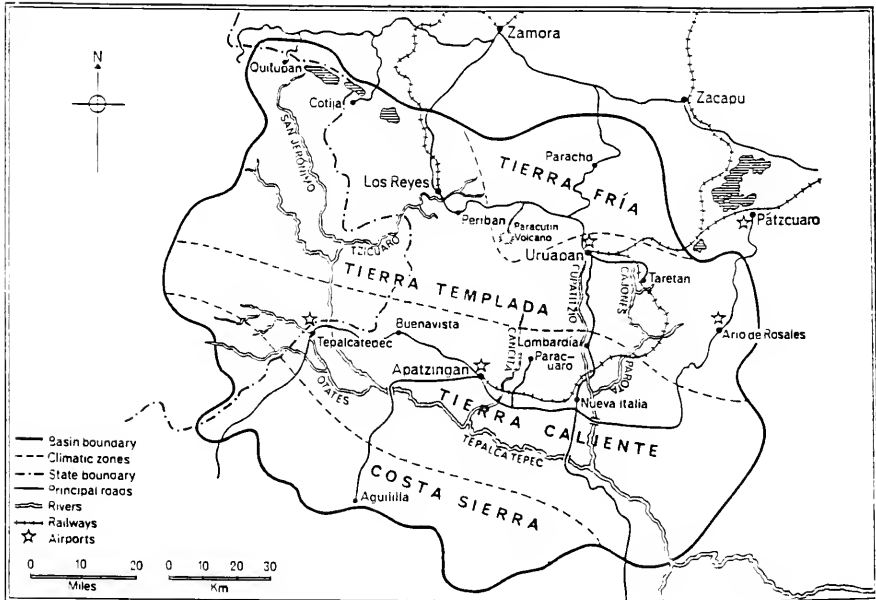 Zamora
N
Quitupan
Zacapu
Cotija
SAN JERÓNIMO
Paracho
TIERRA FRÍA
Los Reyes
Pátzcuaro
Periban
Paracutin
Volcano
TZICUARO
Uruapan
CUPATITZIO
CAJONES
Taretan
TIERRA TEMPLADA
Buenavista
CANCITA
Lombardia
Ario de Rosales
Tepalcatepec
Parac-
uaro
PAROTA
Apatzingan
OTATES
Nueva Italia
TIERRA CALIENTE
TEPALCATEPEC
COSTA SIERRA
Aguililla
Basin boundary
Climatic zones
State boundary
Principal roads
Rivers
Railways
Airports
0 10 20
Miles
0 10 20 30
Km